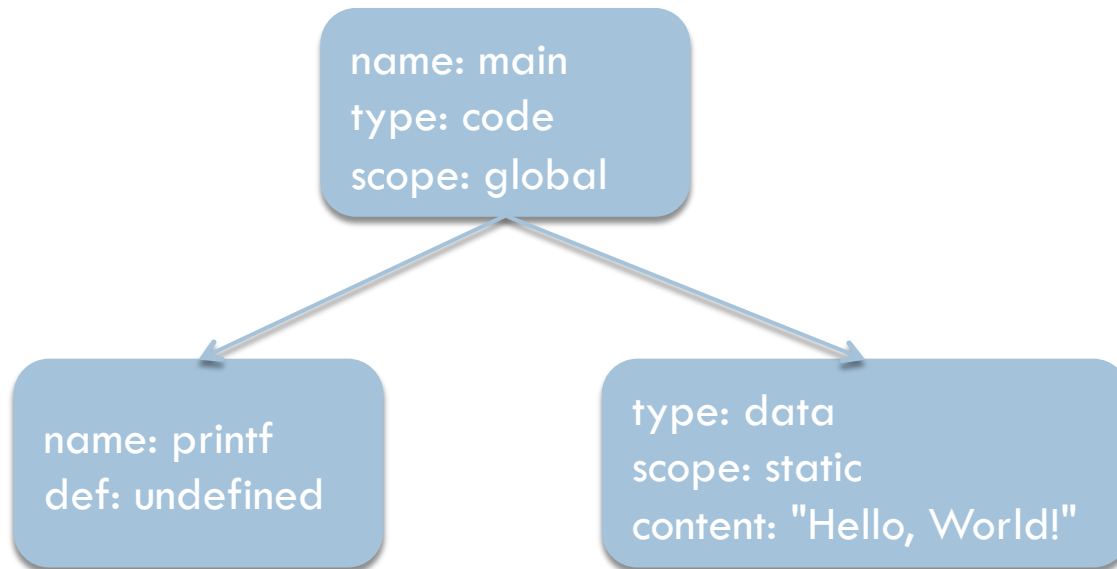 name: main
type: code
scope: global
name: printf
def: undefined
type: data
scope: static
content: "Hello, World!"